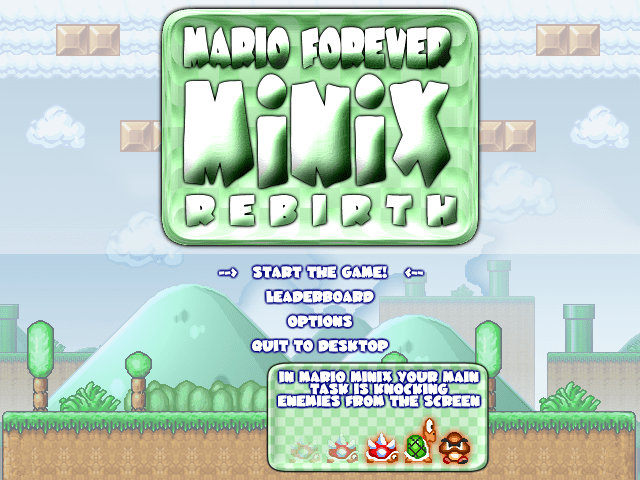 MARIO FOREVER
MiNiX
REBIRTH
--> START THE GAME! <--
LEADERBOARD
OPTIONS
QUIT TO DESKTOP
IN MARIO MINIX YOUR MAIN
TASK IS KNOCKING
ENEMIES FROM THE SCREEN